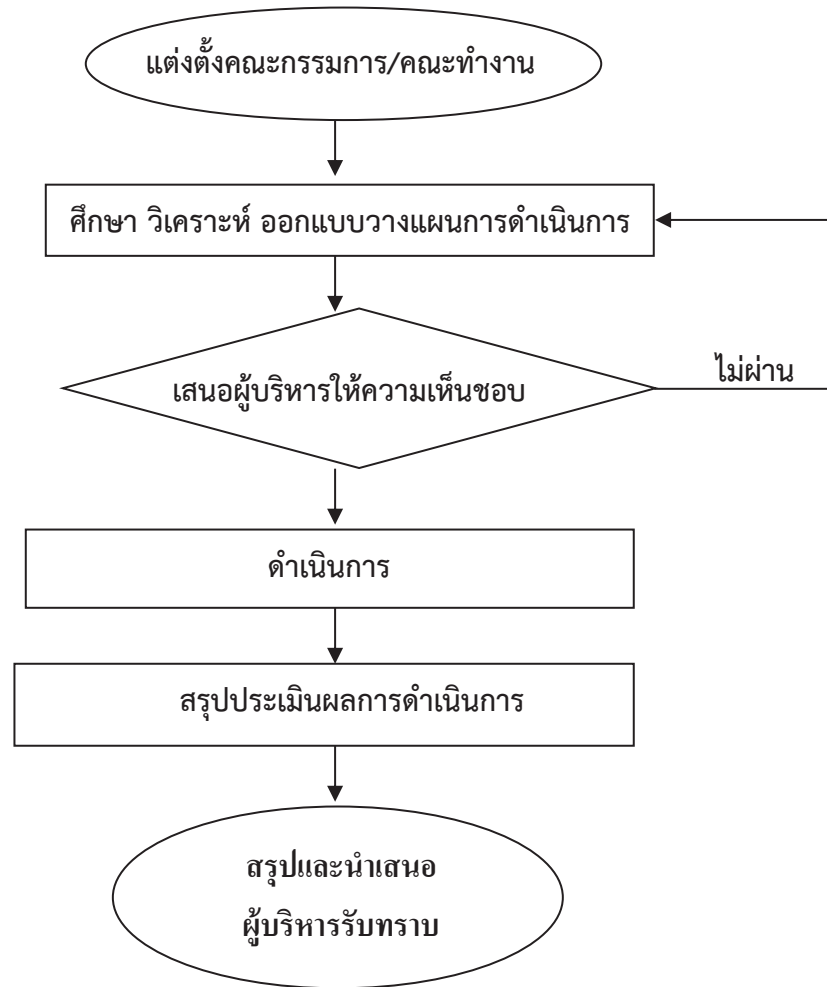 แต่งตั้งคณะกรรมการ/คณะทำงาน
ศึกษา วิเคราะห์ ออกแบบวางแผนการดำเนินการ
เสนอผู้บริหารให้ความเห็นชอบ
ไม่ผ่าน
ดำเนินการ
สรุปประเมินผลการดำเนินการ
สรุปและนำเสนอ
ผู้บริหารรับทราบ